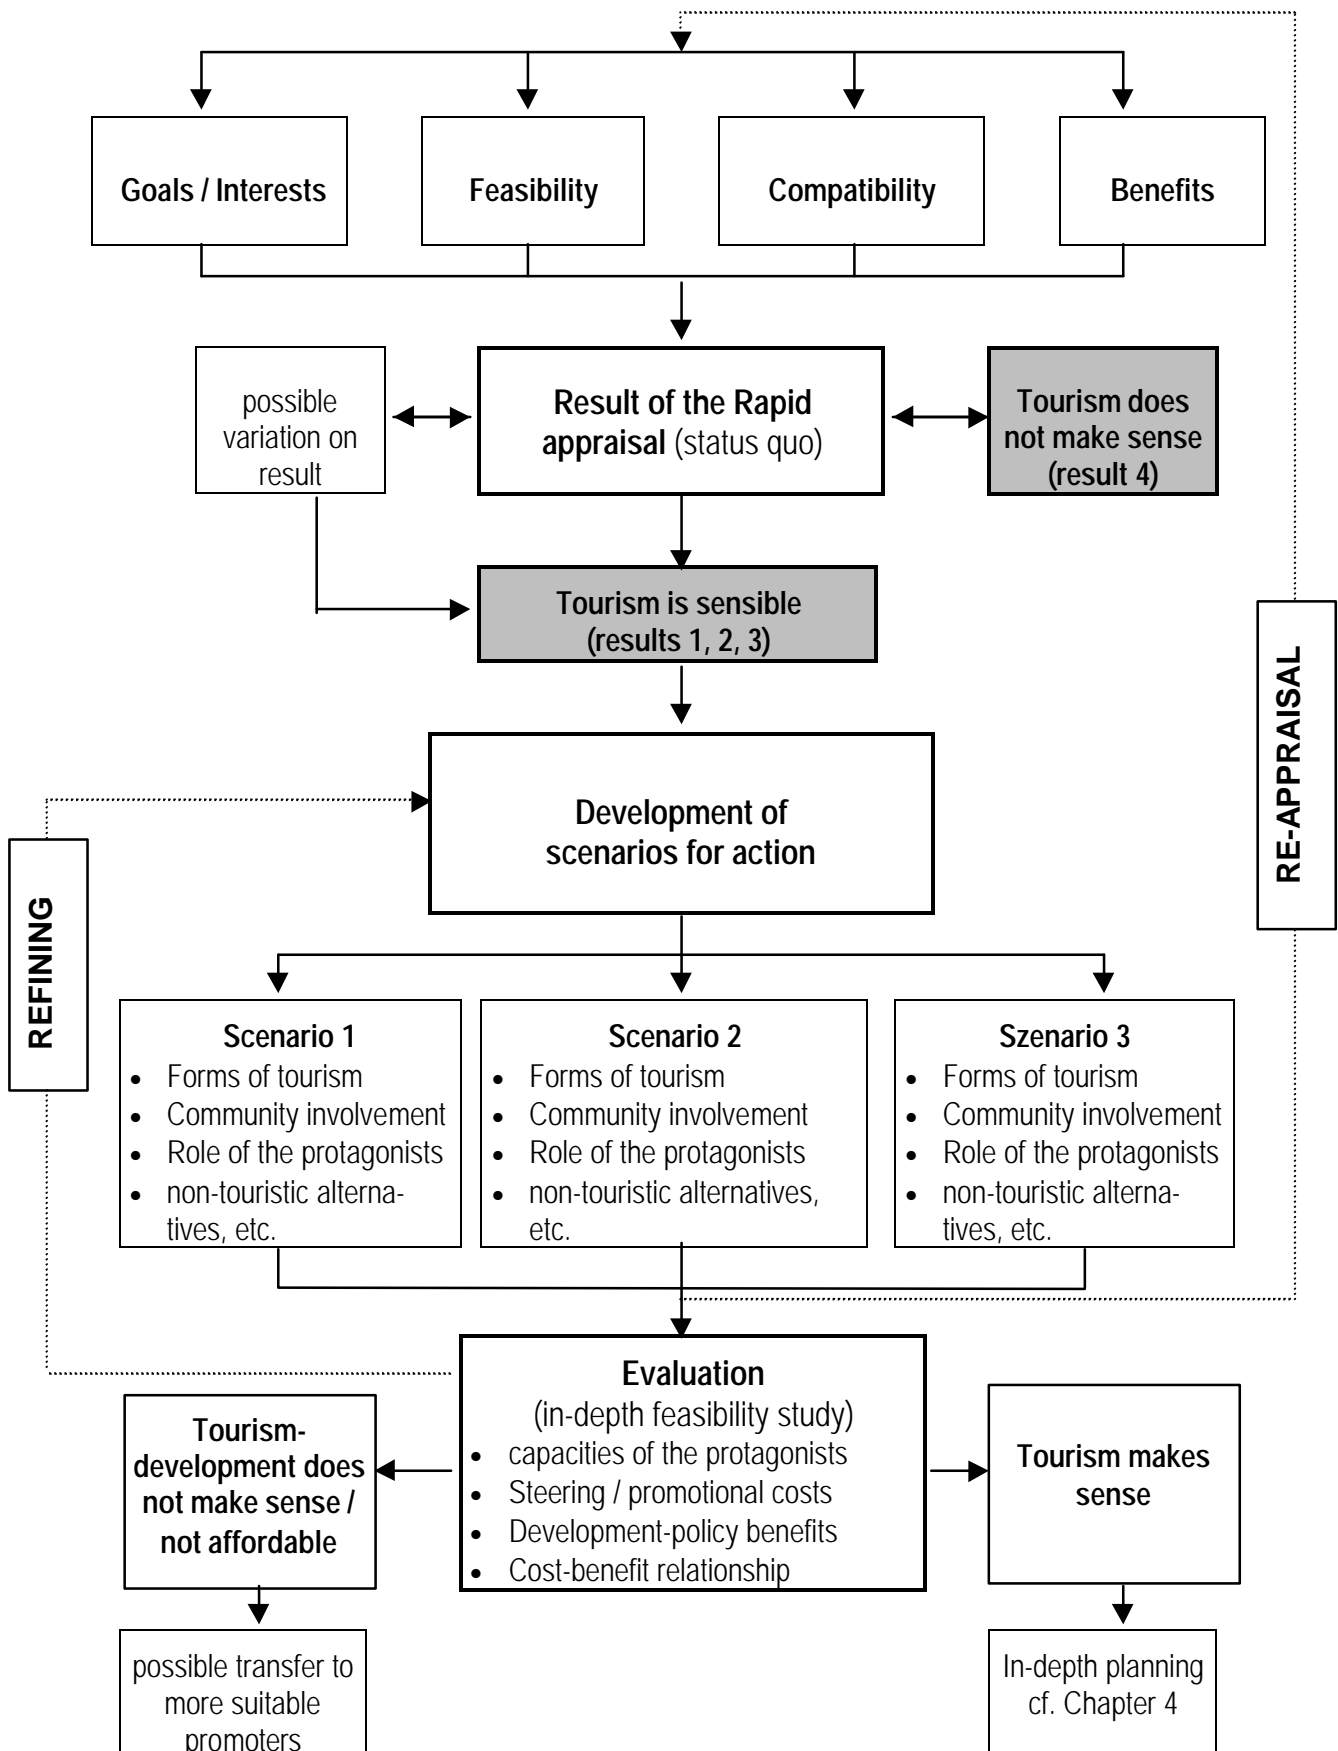 Goals / Interests
Feasibility
Compatibility
Benefits
possible
variation on
result
Result of the Rapid
appraisal (status quo)
Tourism does
not make sense
(result 4)
Tourism is sensible
(results 1, 2, 3)
RE-APPRAISAL
Development of
scenarios for action
REFINING
Scenario 1
• Forms of tourism
• Community involvement
• Role of the protagonists
• non-touristic alterna-
tives, etc.
Scenario 2
• Forms of tourism
• Community involvement
• Role of the protagonists
• non-touristic alternatives,
etc.
Szenario 3
• Forms of tourism
• Community involvement
• Role of the protagonists
• non-touristic alterna-
tives, etc.
Evaluation
(in-depth feasibility study)
• capacities of the protagonists
• Steering / promotional costs
• Development-policy benefits
• Cost-benefit relationship
Tourism-
development does
not make sense /
not affordable
Tourism makes
sense
possible transfer to
more suitable
promoters
In-depth planning
cf. Chapter 4